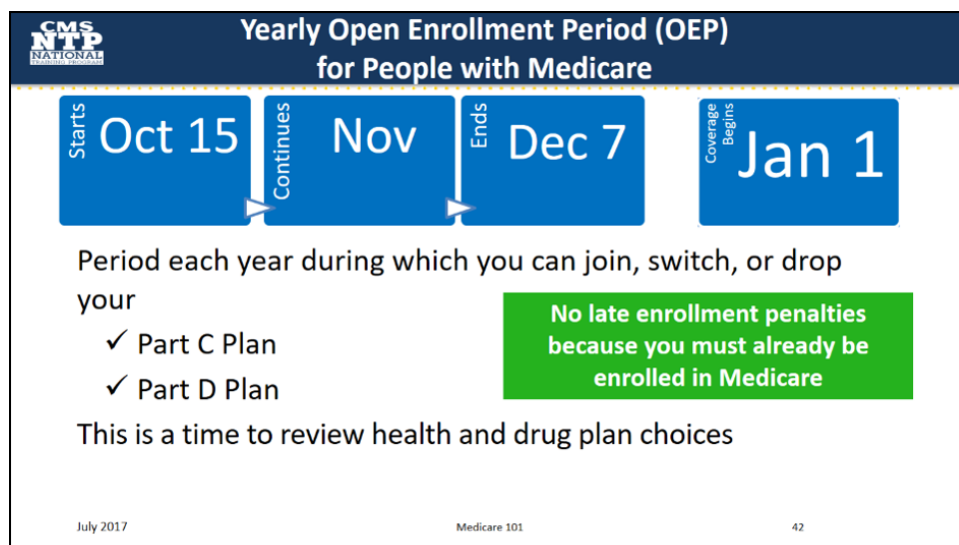 CMS
NTP
NATIONAL
TRAINING PROGRAM
Yearly Open Enrollment Period (OEP)
for People with Medicare
Starts
Oct 15
Continues
Nov
Ends
Dec 7
Coverage
Begins
Jan 1
Period each year during which you can join, switch, or drop
your
✓ Part C Plan
✓ Part D Plan
No late enrollment penalties
because you must already be
enrolled in Medicare
This is a time to review health and drug plan choices
July 2017
Medicare 101
42